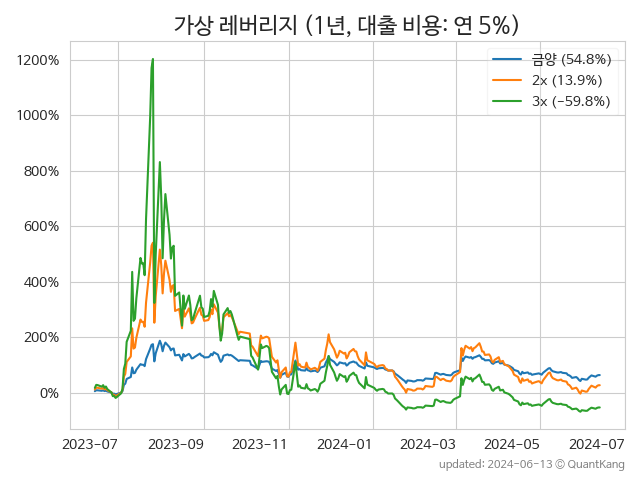 가상 레버리지 (1년, 대출 비용: 연 5%)
금양 (54.8%)
2x (13.9%)
3x (−59.8%)
1200%
1000%
800%
600%
400%
200%
0%
2023-07 2023-09 2023-11 2024-01 2024-03 2024-05 2024-07
updated: 2024-06-13 © QuantKang